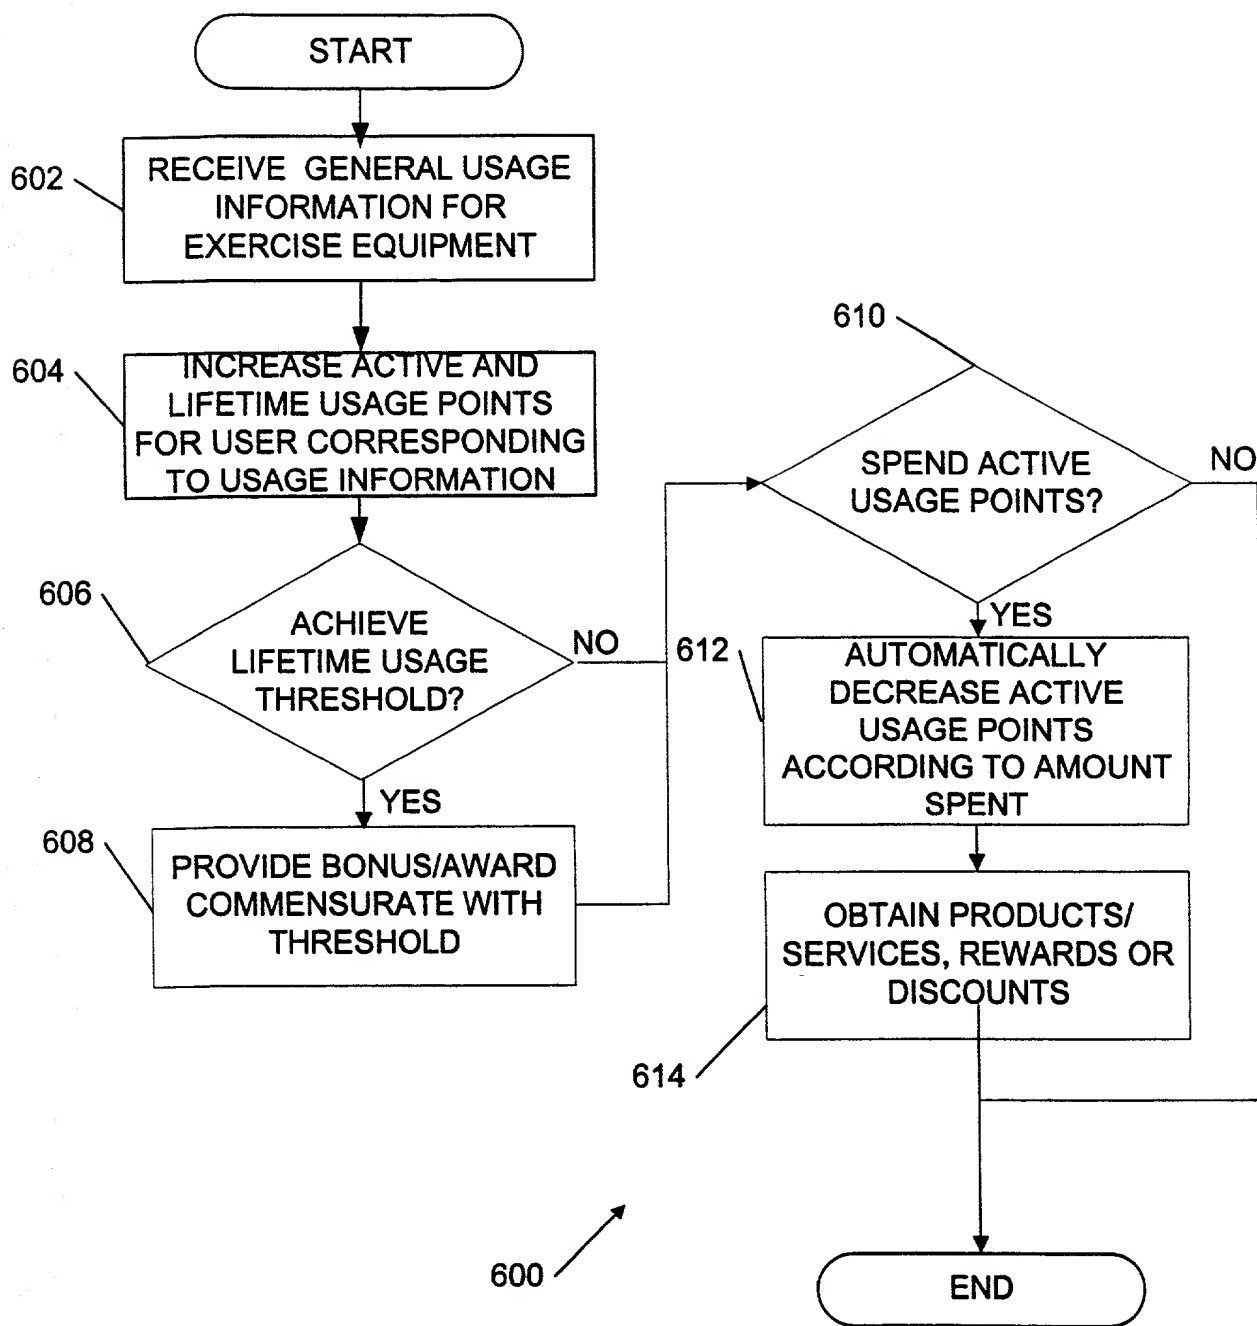 START
602
RECEIVE GENERAL USAGE
INFORMATION FOR
EXERCISE EQUIPMENT
604
INCREASE ACTIVE AND
LIFETIME USAGE POINTS
FOR USER CORRESPONDING
TO USAGE INFORMATION
606
ACHIEVE
LIFETIME USAGE
THRESHOLD?
NO
YES
608
PROVIDE BONUS/AWARD
COMMENSURATE WITH
THRESHOLD
610
SPEND ACTIVE
USAGE POINTS?
NO
YES
612
AUTOMATICALLY
DECREASE ACTIVE
USAGE POINTS
ACCORDING TO AMOUNT
SPENT
OBTAIN PRODUCTS/
SERVICES, REWARDS OR
DISCOUNTS
614
600
END